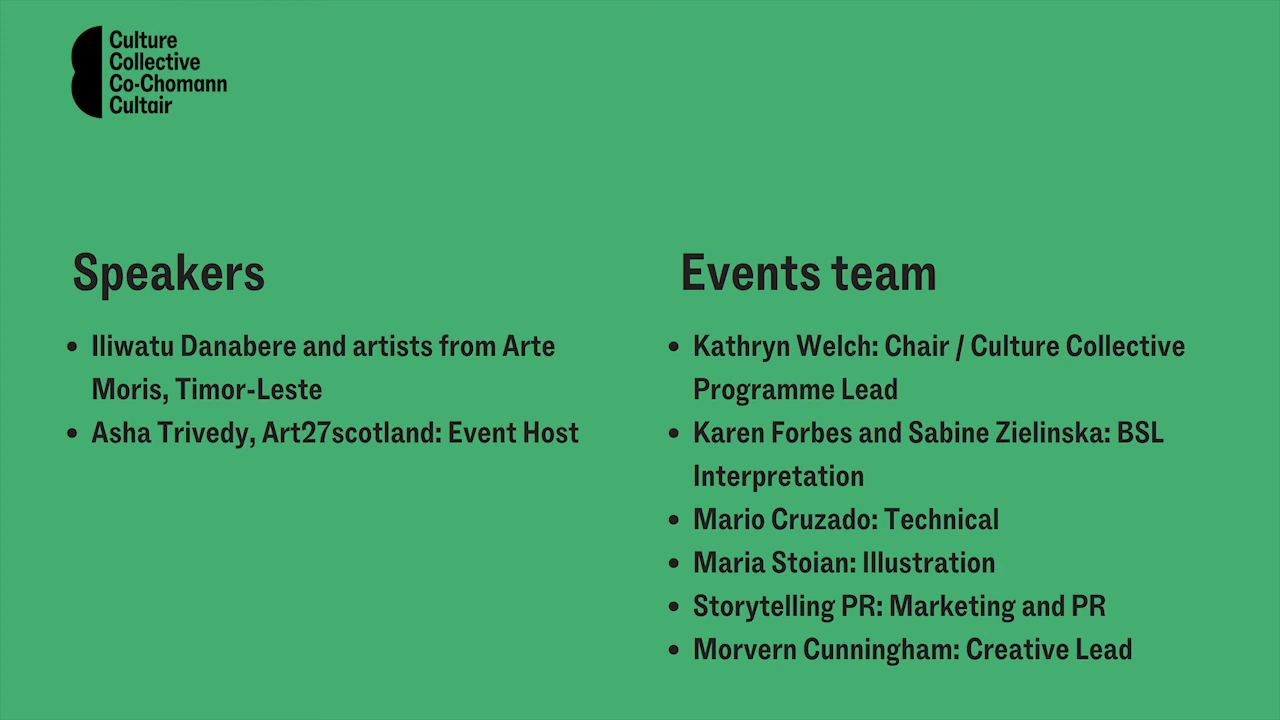 Culture
Collective
Co-Chomann
Cultair
Speakers
• Iliwatu Danabere and artists from Arte
Moris, Timor-Leste
• Asha Trivedy, Art27scotland: Event Host
Events team
• Kathryn Welch: Chair / Culture Collective
Programme Lead
• Karen Forbes and Sabine Zielinska: BSL
Interpretation
• Mario Cruzado: Technical
• Maria Stoian: Illustration
• Storytelling PR: Marketing and PR
• Morvern Cunningham: Creative Lead